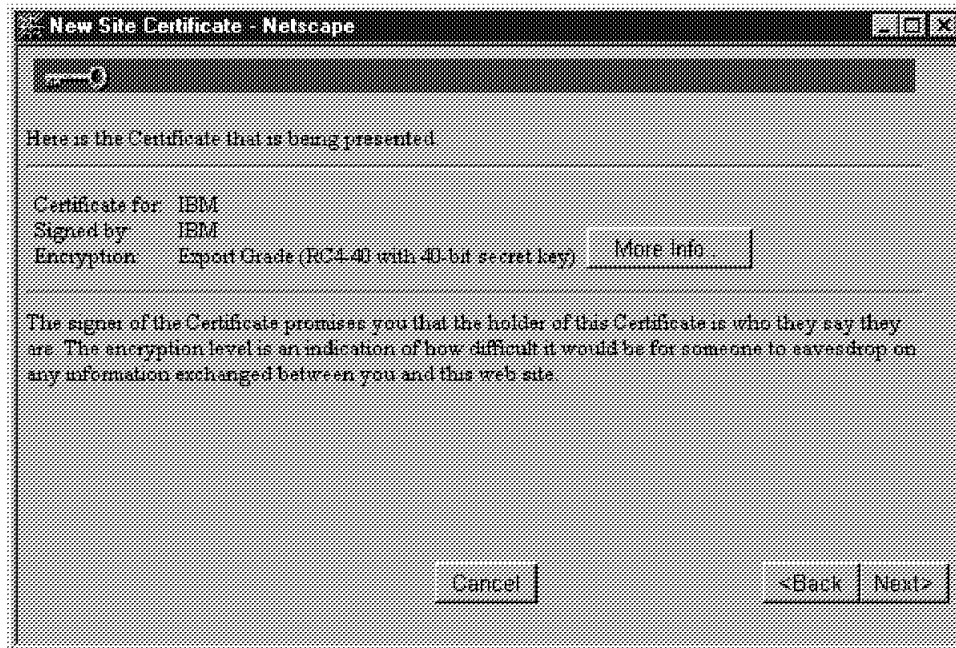 New Site Certificate - Netscape
Here is the Certificate that is being presented.
Certificate for: IBM
Signed by: IBM
Encryption: Export Grade (RC4-40 with 40-bit secret key)
More Info...
The signer of the Certificate promises you that the holder of this Certificate is who they say they
are. The encryption level is an indication of how difficult it would be for someone to eavesdrop on
any information exchanged between you and this web site.
Cancel
<Back
Next>